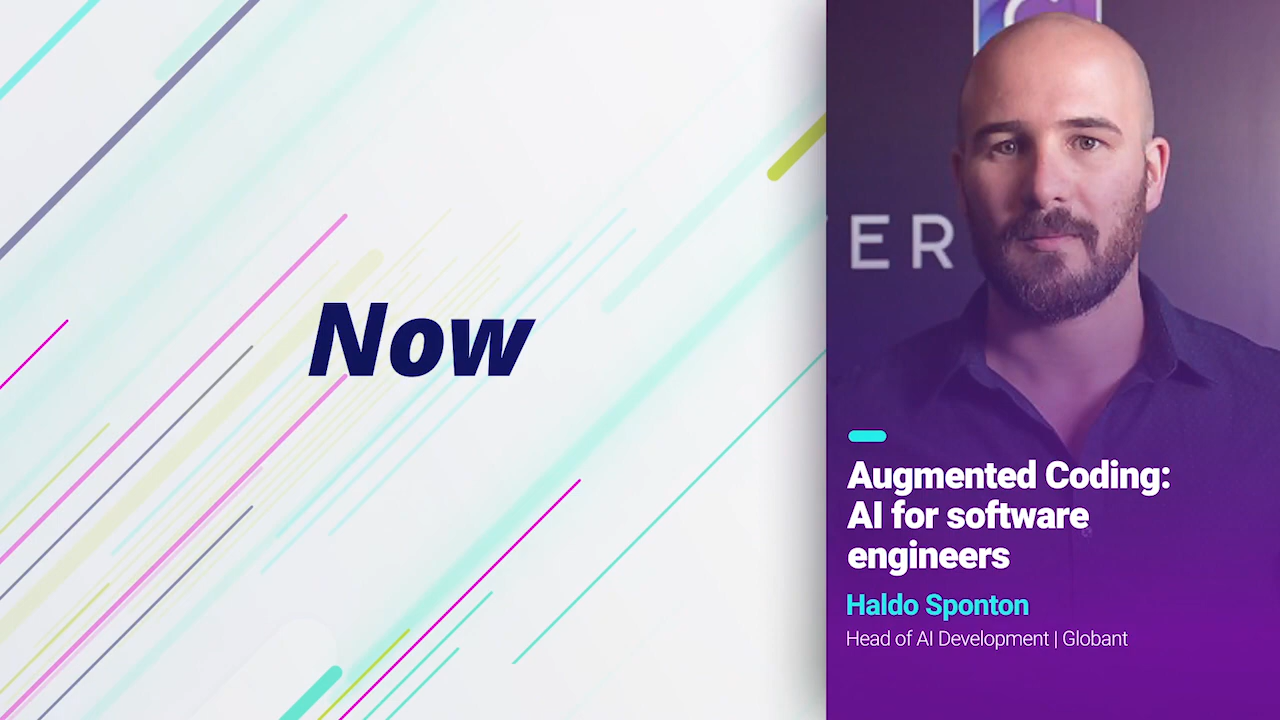 Now
ER
Augmented Coding:
AI for software
engineers
Haldo Sponton
Head of AI Development | Globant